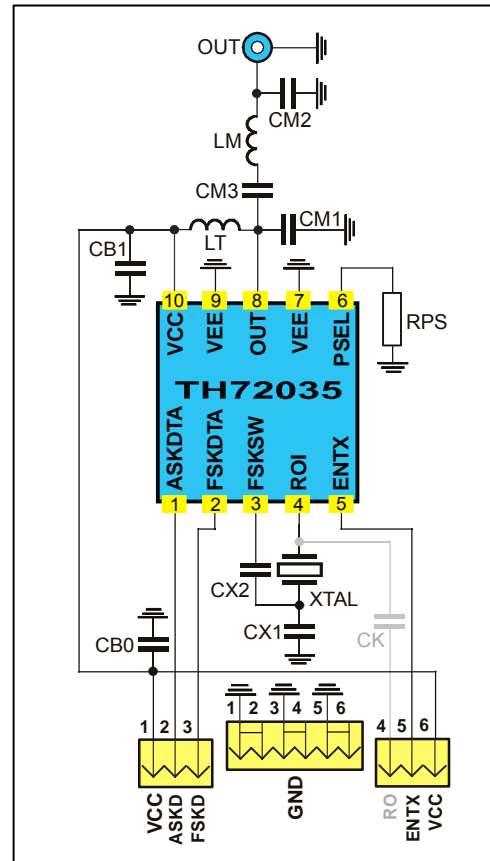 OUT
CM2
LM
CM3
CB1
LT
CM1
10 9 8 7 6
VCC VEE OUT VEE PSEL
RPS
TH72035
ASKDTA FSKDTA FSKSW ROI ENTX
1 2 3 4 5
CX2
XTAL
CX1
CK
CB0
1 2 3
1 2 3 4 5 6
4 5 6
VCC ASKD FSKD
GND
RO ENTX VCC